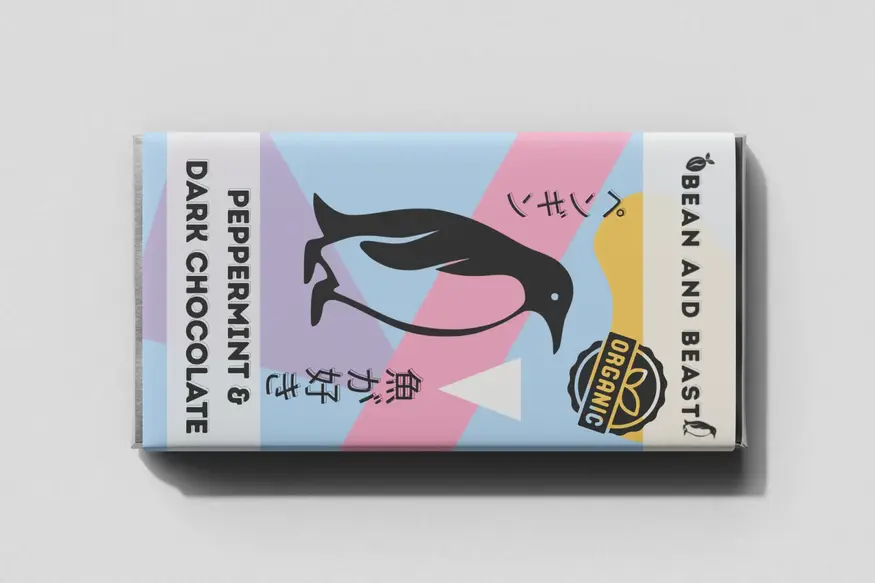 BEAN AND BEAST
ペンギン
ORGANIC
魚が好き
PEPPERMINT &
DARK CHOCOLATE